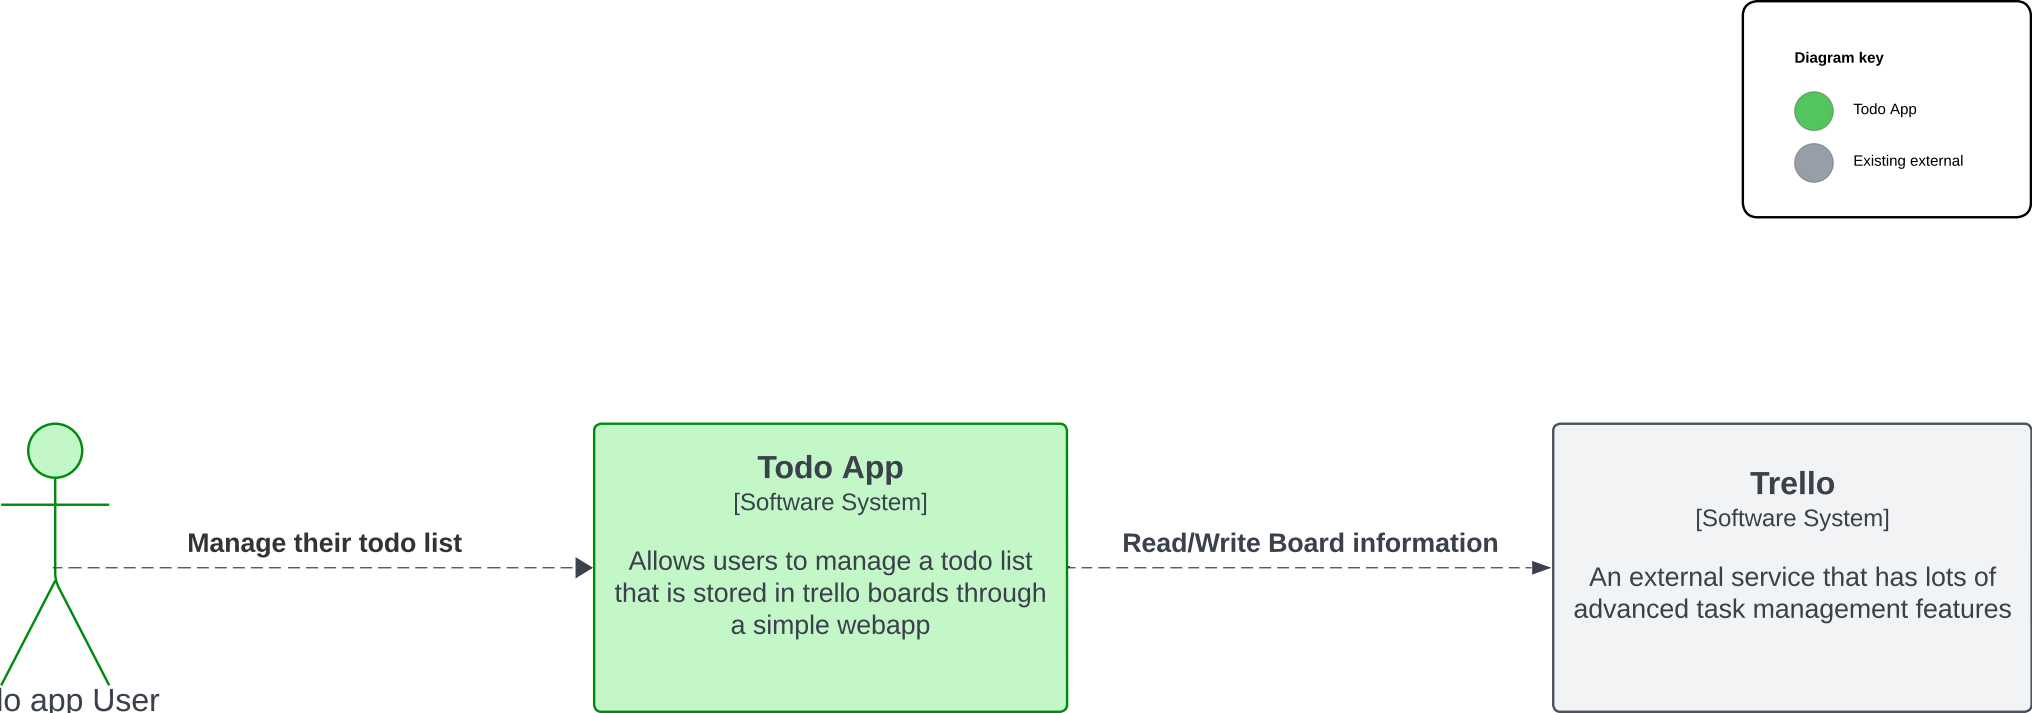 Diagram key
Todo App
Existing external
Todo App
[Software System]
Allows users to manage a todo list
that is stored in trello boards through
a simple webapp
Trello
[Software System]
An external service that has lots of
advanced task management features
Manage their todo list
Read/Write Board information
app User